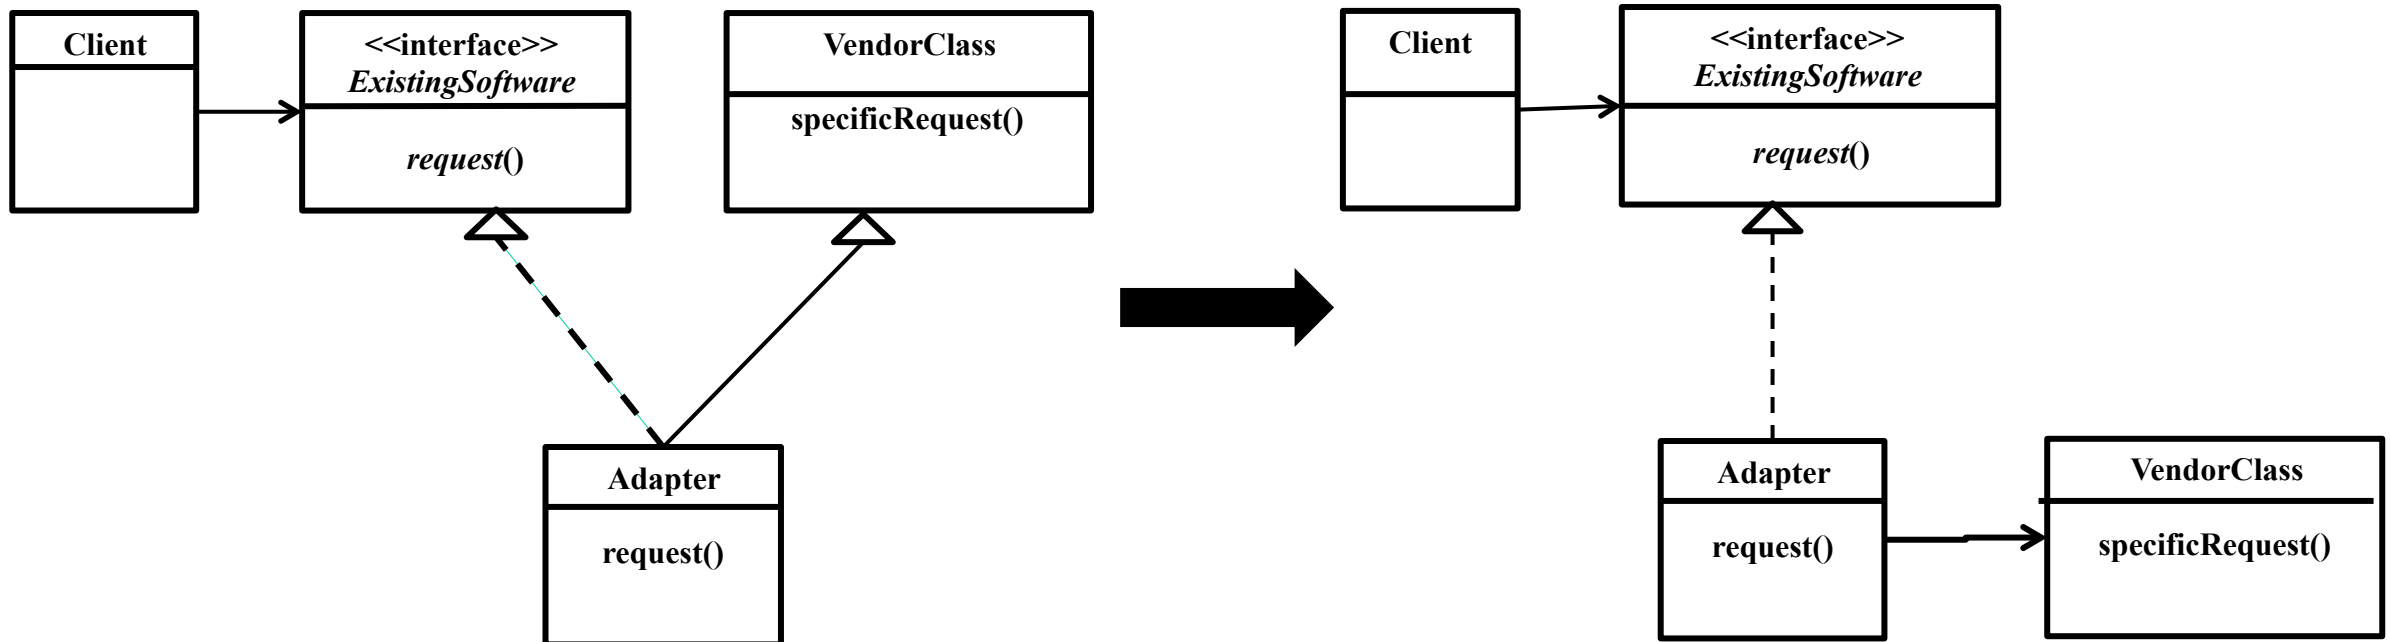 Client
<<interface>>
ExistingSoftware
request()
VendorClass
specificRequest()
Adapter
request()
Client
<<interface>>
ExistingSoftware
request()
Adapter
request()
VendorClass
specificRequest()